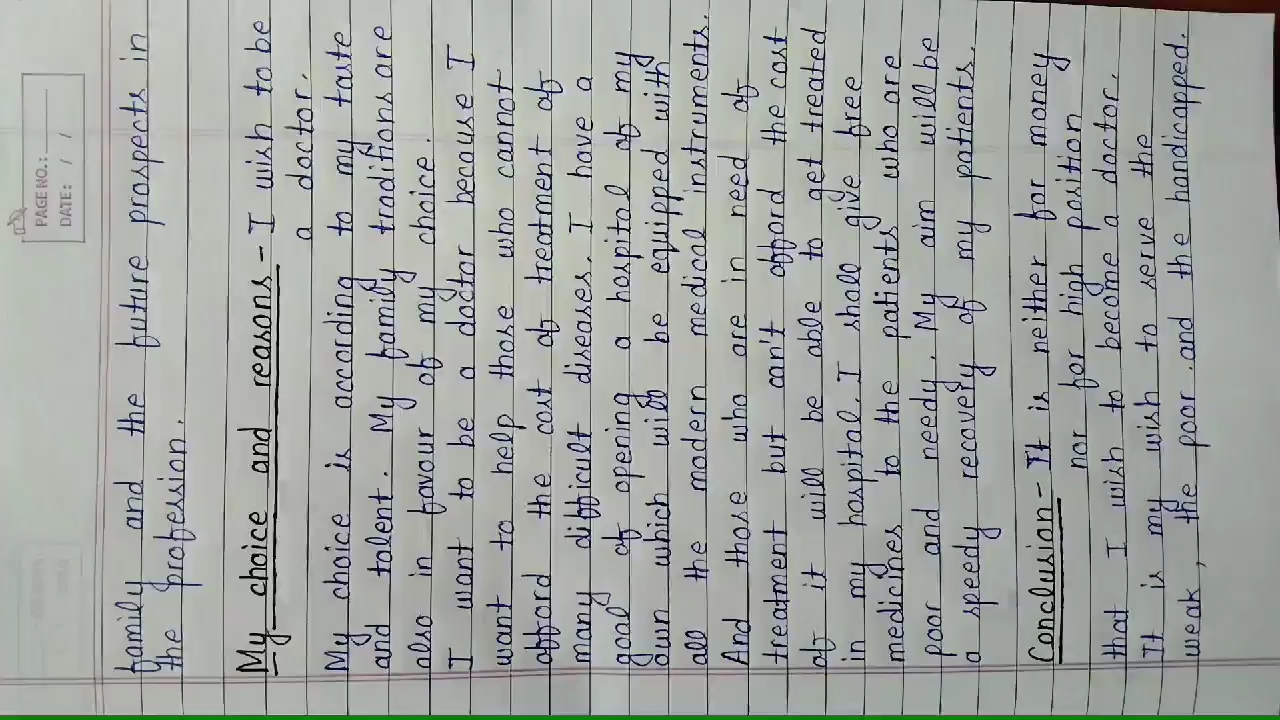 PAGE NO.:
DATE: / /
family and the future prospects in
the profession.
My choice and reasons - I wish to be
a doctor.
My choice is according to my taste
and talent. My family traditions are
also in favour of my choice.
I want to be a doctor because I
want to help those who cannot
afford the cost of treatment of
many difficult diseases. I have a
goal of opening a hospital of my
own which will be equipped with
all the modern medical instruments.
And those who are in need of
treatment but can't afford the cost
of it will be able to get treated
in my hospital. I shall give free
medicines to the patients who are
poor and needy. My aim will be
a speedy recovery of my patients.
Conclusion - It is neither for money
nor for high position
that I wish to become a doctor.
It is my wish to serve the
weak, the poor and the handicapped.